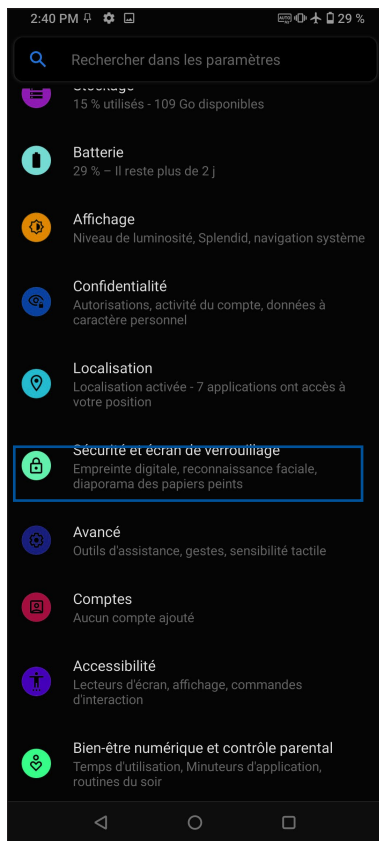 2:40 PM 29 %
Rechercher dans les paramètres
Stockage
15 % utilisés - 109 Go disponibles
Batterie
29 % – Il reste plus de 2 j
Affichage
Niveau de luminosité, Splendid, navigation système
Confidentialité
Autorisations, activité du compte, données à
caractère personnel
Localisation
Localisation activée - 7 applications ont accès à
votre position
Sécurité et écran de verrouillage
Empreinte digitale, reconnaissance faciale,
diaporama des papiers peints
Avancé
Outils d'assistance, gestes, sensibilité tactile
Comptes
Aucun compte ajouté
Accessibilité
Lecteurs d'écran, affichage, commandes
d'interaction
Bien-être numérique et contrôle parental
Temps d'utilisation, Minuteurs d'application,
routines du soir